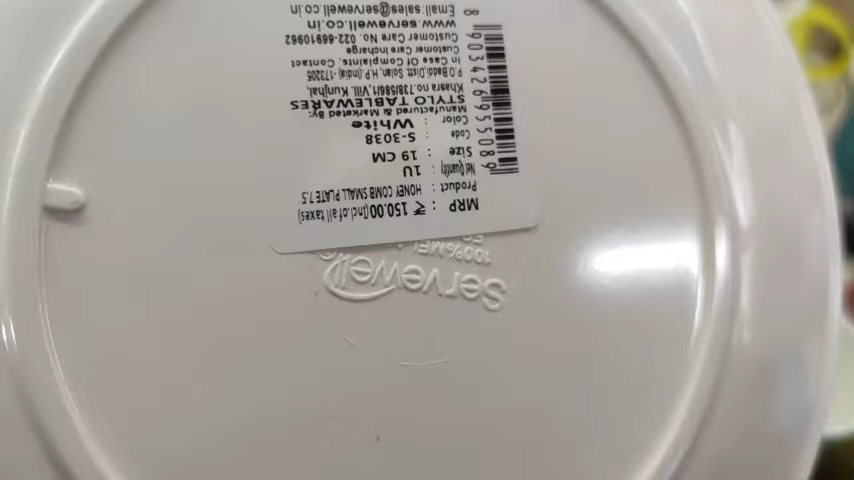 MRP : ₹ 150.00(Incl.of all taxes)
Product : HONEY COMB SMALL PLATE 7.5
Net Quantity : 1U
Size : 19 CM
Code : S-3038
Color : White
Manufactured & Marketed By:
STYLO TABLEWARES
Khasra no.738/586/1,Vill. Kunjhal,
P.O.Baddi,Distt. Solan, H.P.(India)-173205
In Case Of Complaints, Contact
Customer Care Incharge
Customer Care No. 022-66910962
www.servewell.co.in
Email:sales@servewell.co.in
8 903426 955089
Servewell
100% MEL